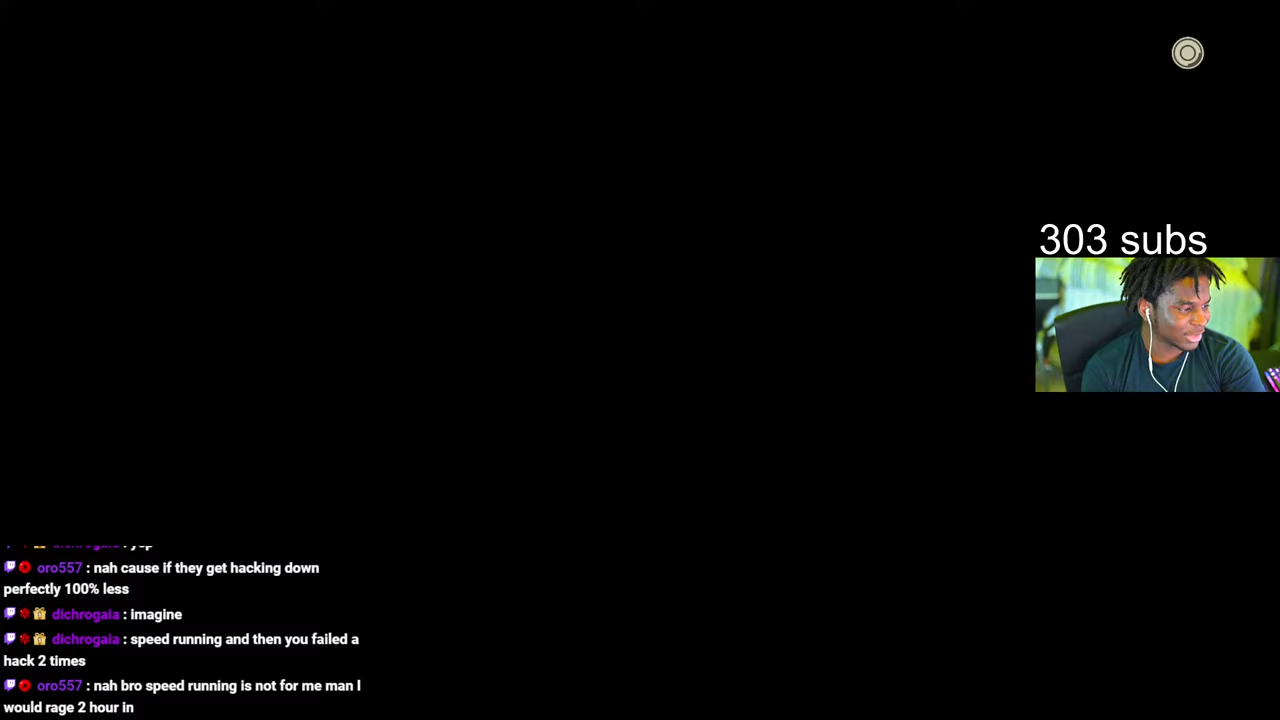 303 subs
oro557 : nah cause if they get hacking down
perfectly 100% less
dichrogaia : imagine
dichrogaia : speed running and then you failed a
hack 2 times
oro557 : nah bro speed running is not for me man I
would rage 2 hour in